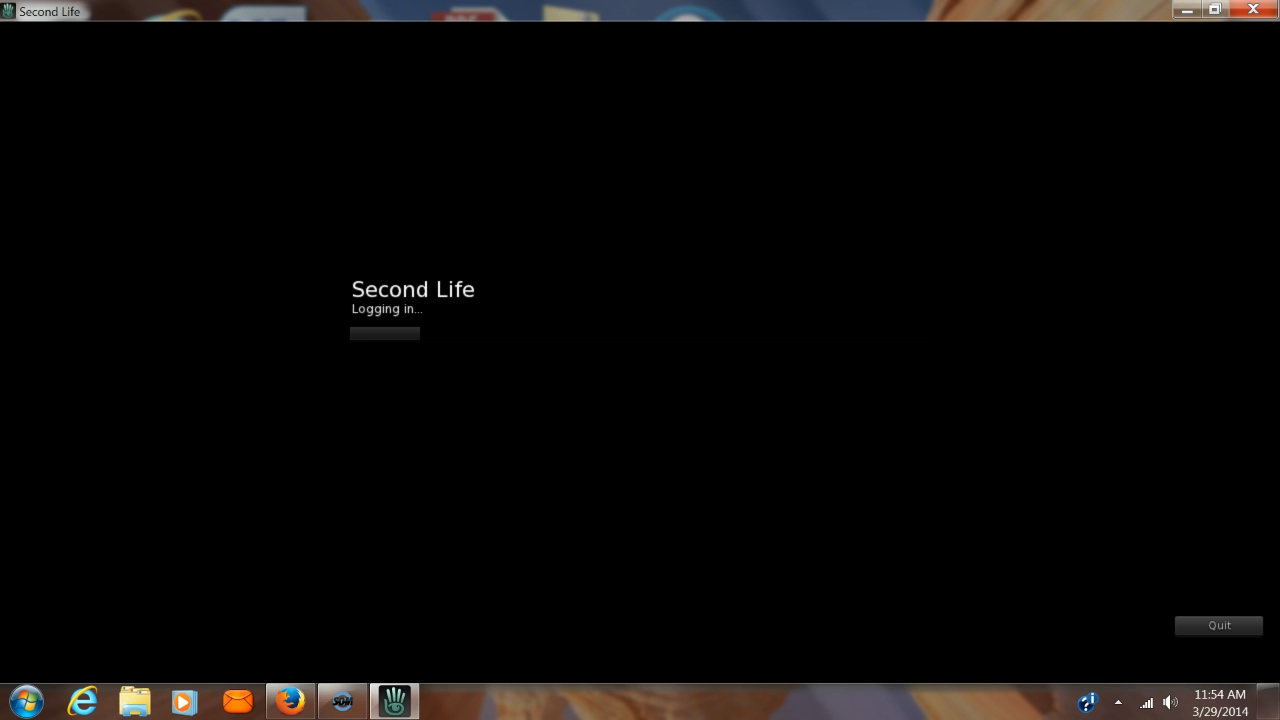 Second Life
Second Life
Logging in...
Quit
11:54 AM
3/29/2014